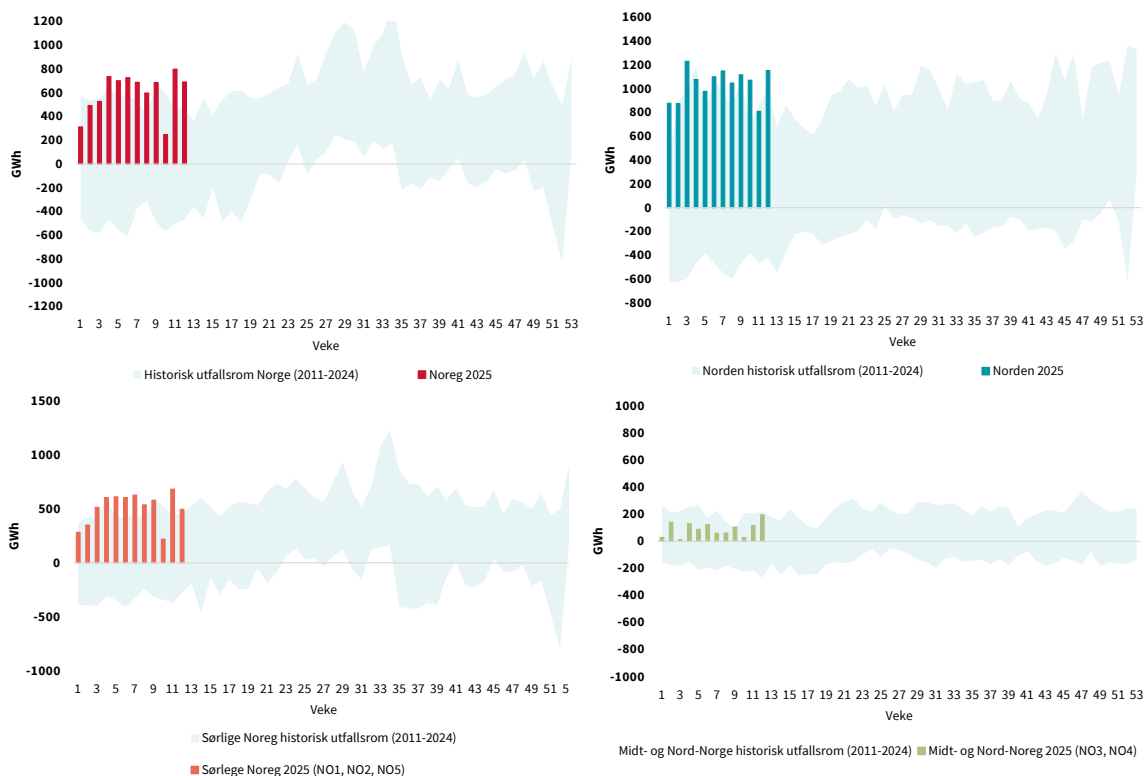 1200
1000
800
600
400
200
0
-200
-400
-600
-800
-1000
-1200
GWh
1 3 5 7 9 11 13 15 17 19 21 23 25 27 29 31 33 35 37 39 41 43 45 47 49 51 53
Veke
Historisk utfallsrom Norge (2011-2024) Noreg 2025
1600
1400
1200
1000
800
600
400
200
0
-200
-400
-600
-800
GWh
1 3 5 7 9 11 13 15 17 19 21 23 25 27 29 31 33 35 37 39 41 43 45 47 49 51 53
Veke
Norden historisk utfallsrom (2011-2024) Norden 2025
1500
1000
500
0
-500
-1000
GWh
1 3 5 7 9 11 13 15 17 19 21 23 25 27 29 31 33 35 37 39 41 43 45 47 49 51 5
Veke
Sørlige Noreg historisk utfallsrom (2011-2024)
Sørlege Noreg 2025 (NO1, NO2, NO5)
1000
800
600
400
200
0
-200
-400
-600
-800
-1000
GWh
1 3 5 7 9 11 13 15 17 19 21 23 25 27 29 31 33 35 37 39 41 43 45 47 49 51 53
Veke
Midt- og Nord-Norge historisk utfallsrom (2011-2024) Midt- og Nord-Noreg 2025 (NO3, NO4)